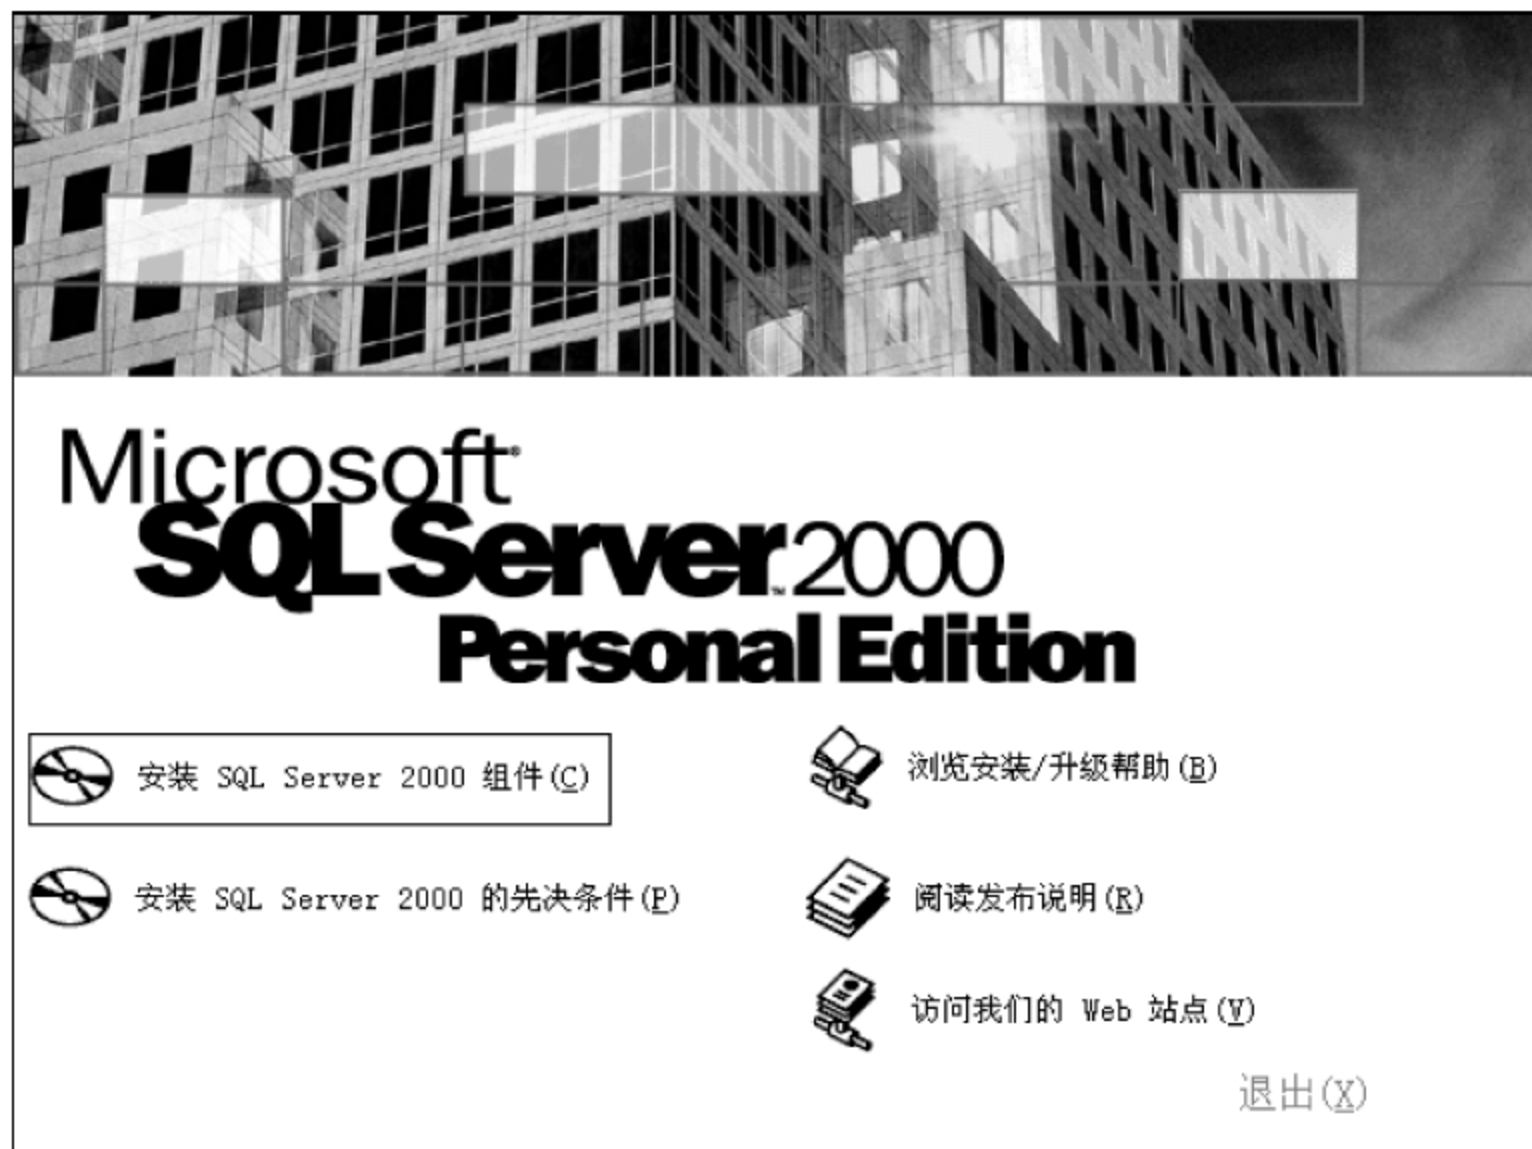 Microsoft®
SQL Server™ 2000
Personal Edition
安装 SQL Server 2000 组件(C)
安装 SQL Server 2000 的先决条件(P)
浏览安装/升级帮助(B)
阅读发布说明(R)
访问我们的 Web 站点(V)
退出(X)